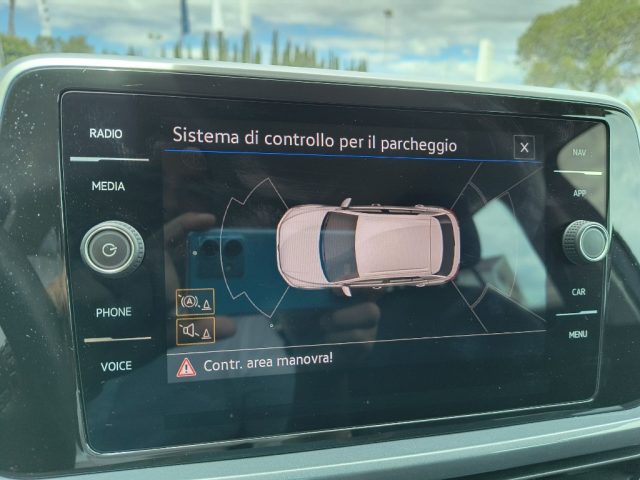 Sistema di controllo per il parcheggio
X
RADIO
MEDIA
PHONE
VOICE
NAV
APP
CAR
MENU
(A)
Contr. area manovra!